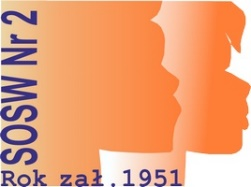 SOSW Nr 2
Rok zał.1951